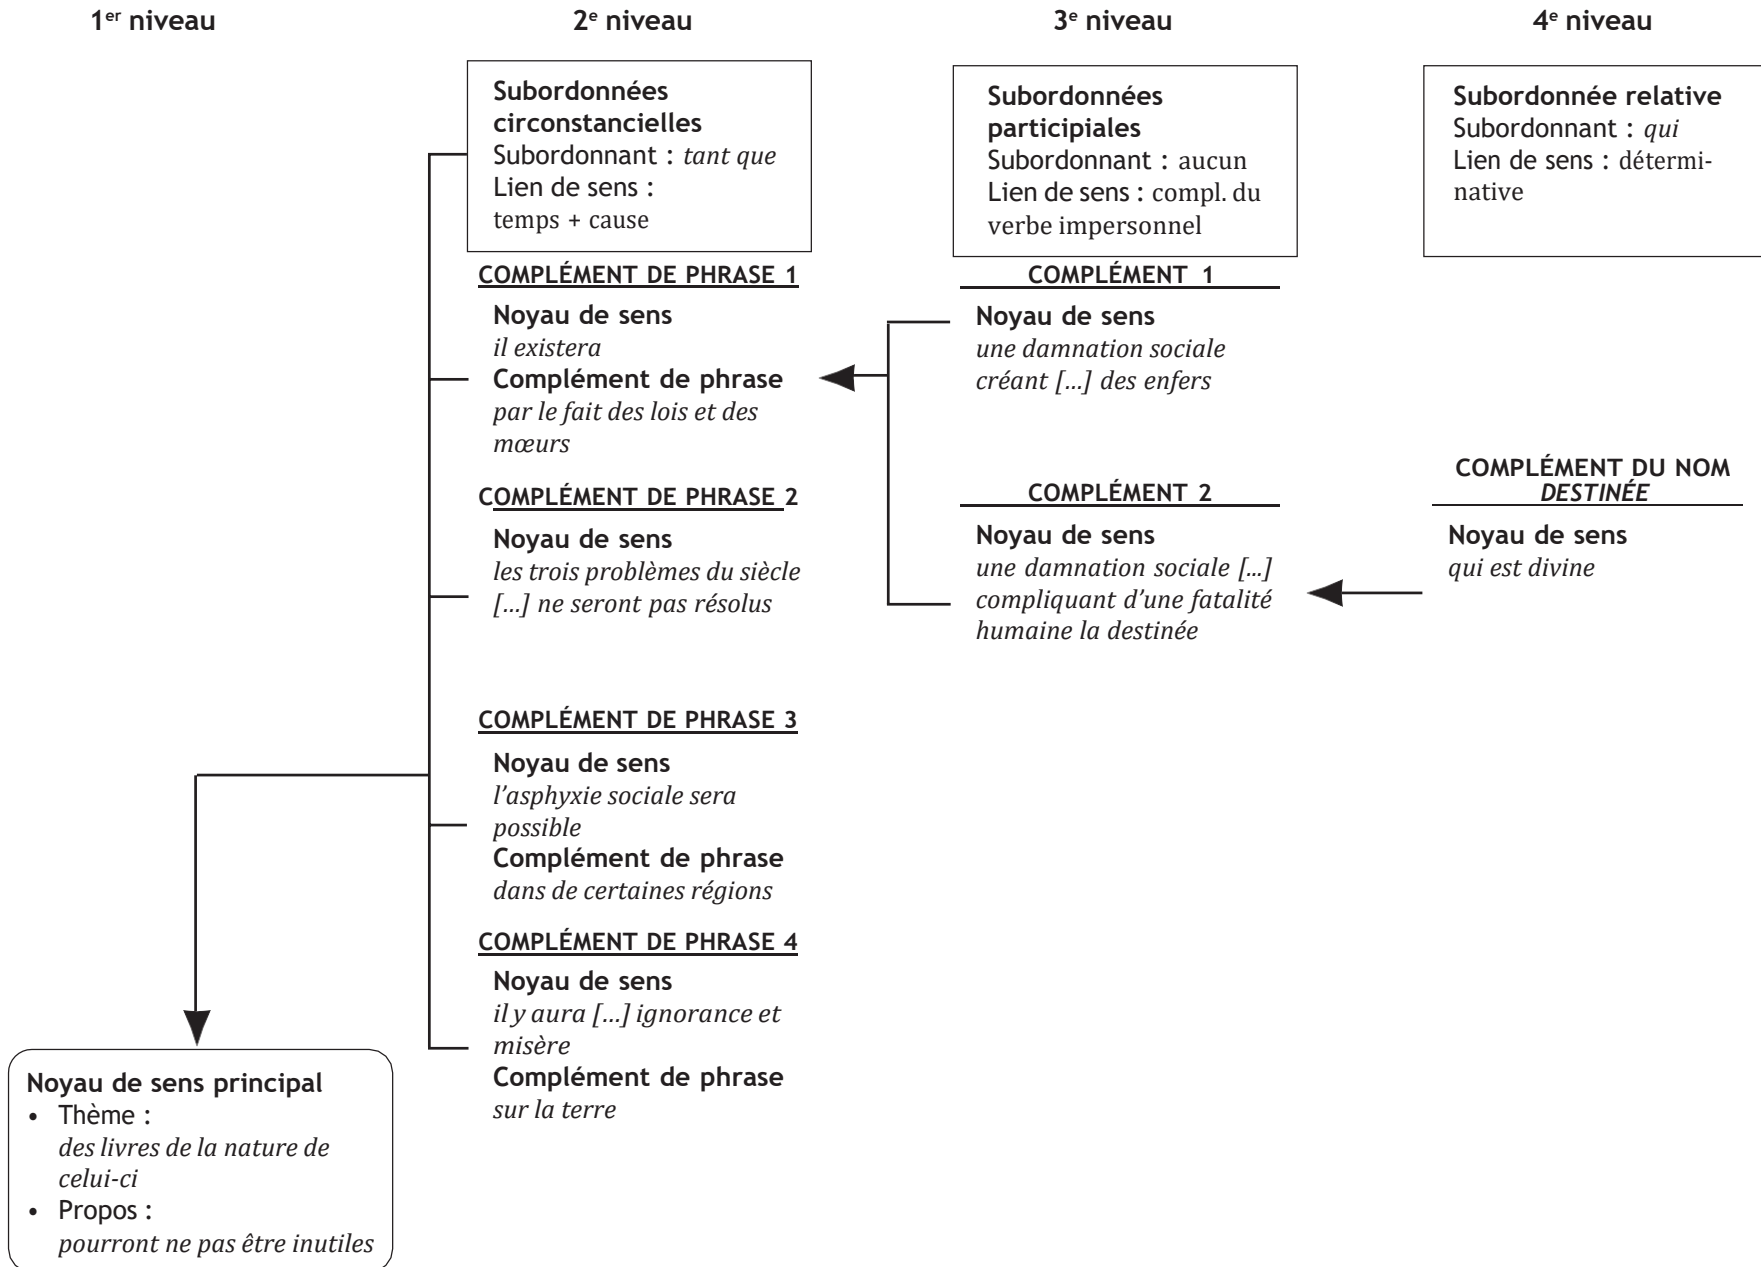 1er niveau
2e niveau
3e niveau
4e niveau
Subordonnées
circonstancielles
Subordonnant : tant que
Lien de sens :
temps + cause
COMPLÉMENT DE PHRASE 1
Noyau de sens
il existera
Complément de phrase
par le fait des lois et des
mœurs
COMPLÉMENT DE PHRASE 2
Noyau de sens
les trois problèmes du siècle
[…] ne seront pas résolus
COMPLÉMENT DE PHRASE 3
Noyau de sens
l’asphyxie sociale sera
possible
Complément de phrase
dans de certaines régions
COMPLÉMENT DE PHRASE 4
Noyau de sens
il y aura […] ignorance et
misère
Complément de phrase
sur la terre
Subordonnées
participiales
Subordonnant : aucun
Lien de sens : compl. du
verbe impersonnel
COMPLÉMENT 1
Noyau de sens
une damnation sociale
créant […] des enfers
COMPLÉMENT 2
Noyau de sens
une damnation sociale [...]
compliquant d’une fatalité
humaine la destinée
Subordonnée relative
Subordonnant : qui
Lien de sens : détermi-
native
COMPLÉMENT DU NOM
DESTINÉE
Noyau de sens
qui est divine
Noyau de sens principal
• Thème :
des livres de la nature de
celui-ci
• Propos :
pourront ne pas être inutiles